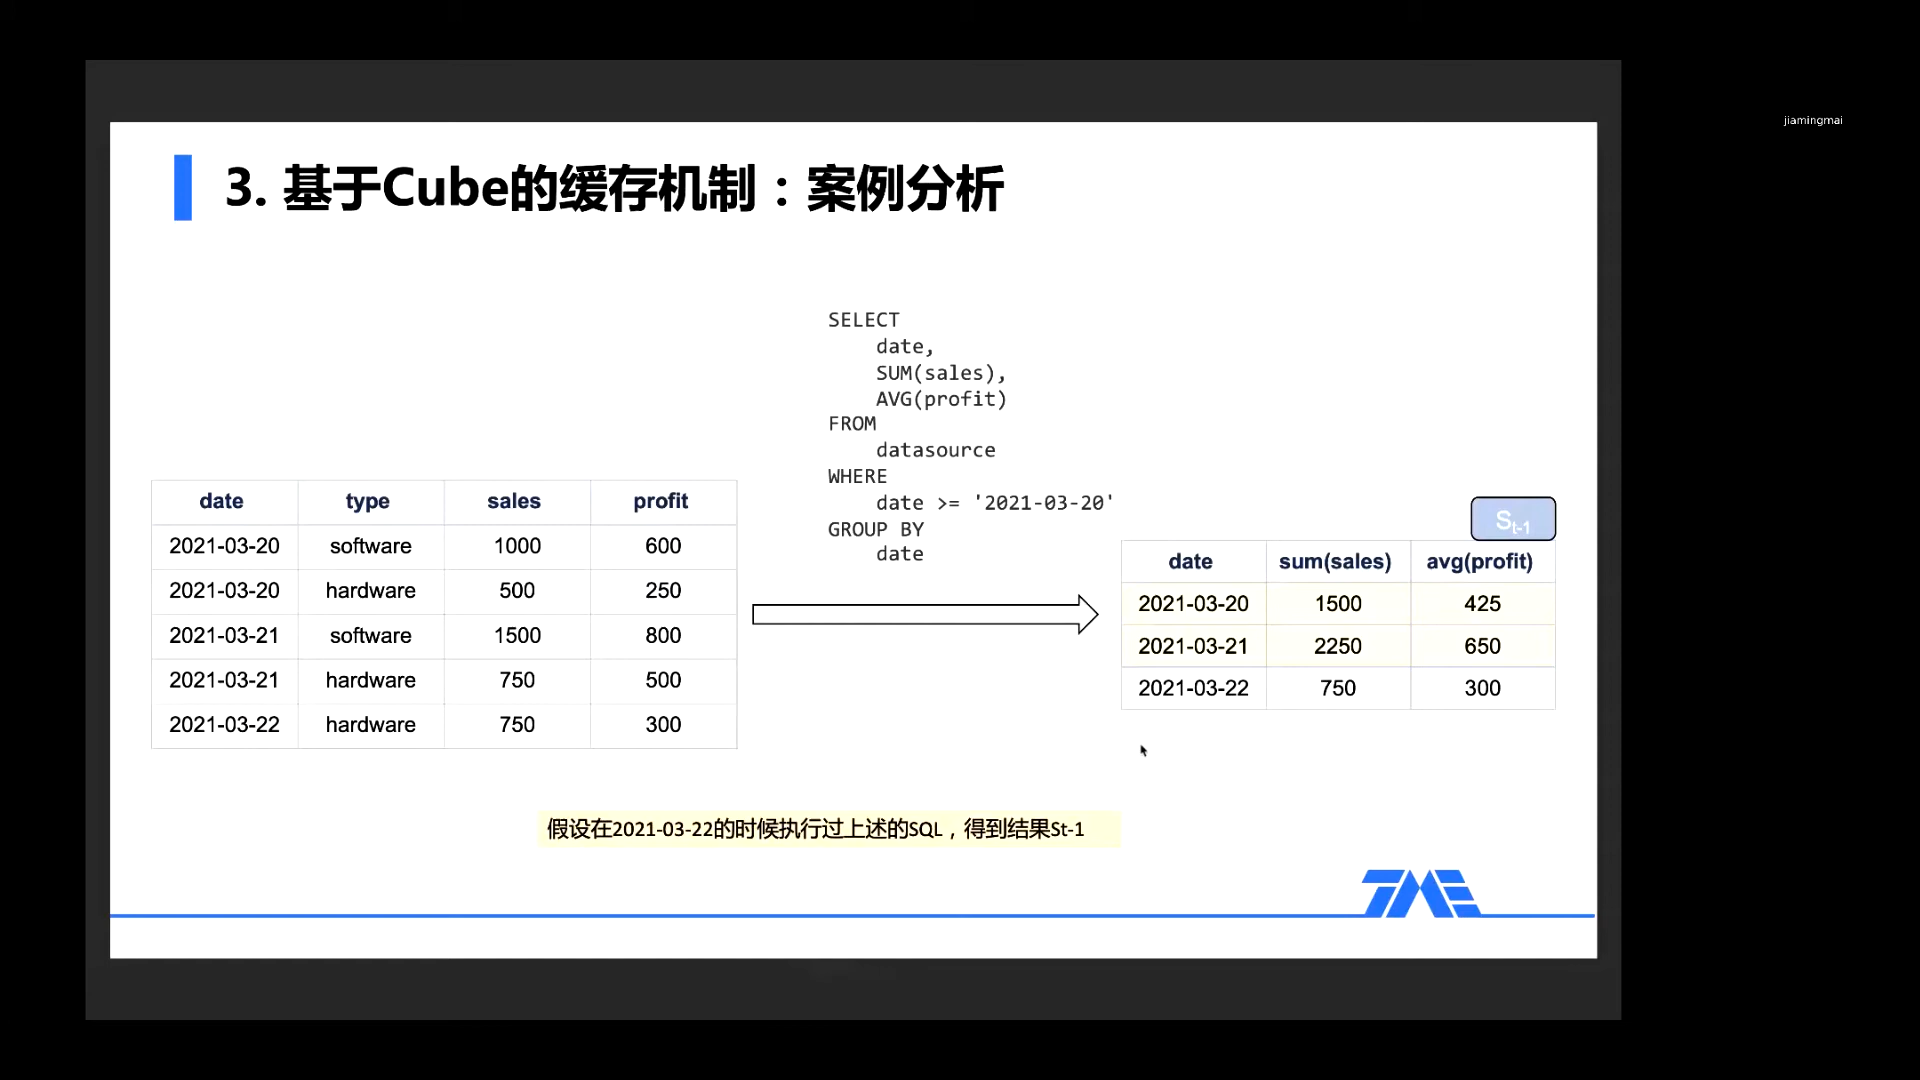 jiamingmai
3. 基于Cube的缓存机制：案例分析
SELECT
date,
SUM(sales),
AVG(profit)
FROM
datasource
WHERE
date >= '2021-03-20'
GROUP BY
date
date type sales profit
2021-03-20 software 1000 600
2021-03-20 hardware 500 250
2021-03-21 software 1500 800
2021-03-21 hardware 750 500
2021-03-22 hardware 750 300
St-1
date sum(sales) avg(profit)
2021-03-20 1500 425
2021-03-21 2250 650
2021-03-22 750 300
假设在2021-03-22的时候执行过上述的SQL，得到结果St-1
TME